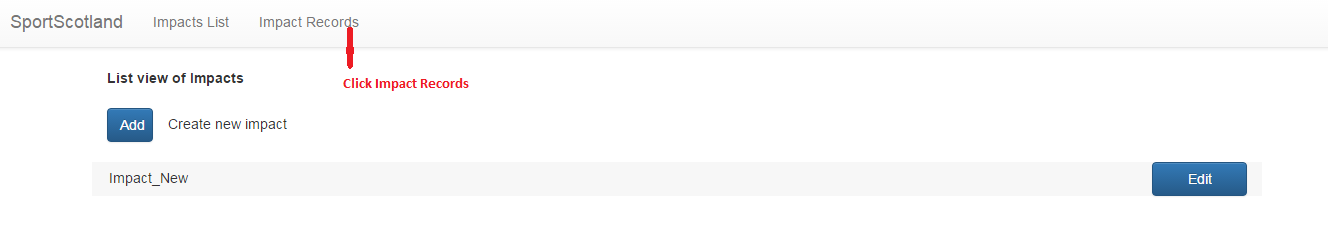 SportScotland Impacts List Impact Records
List view of Impacts
Click Impact Records
Add Create new impact
Impact_New Edit